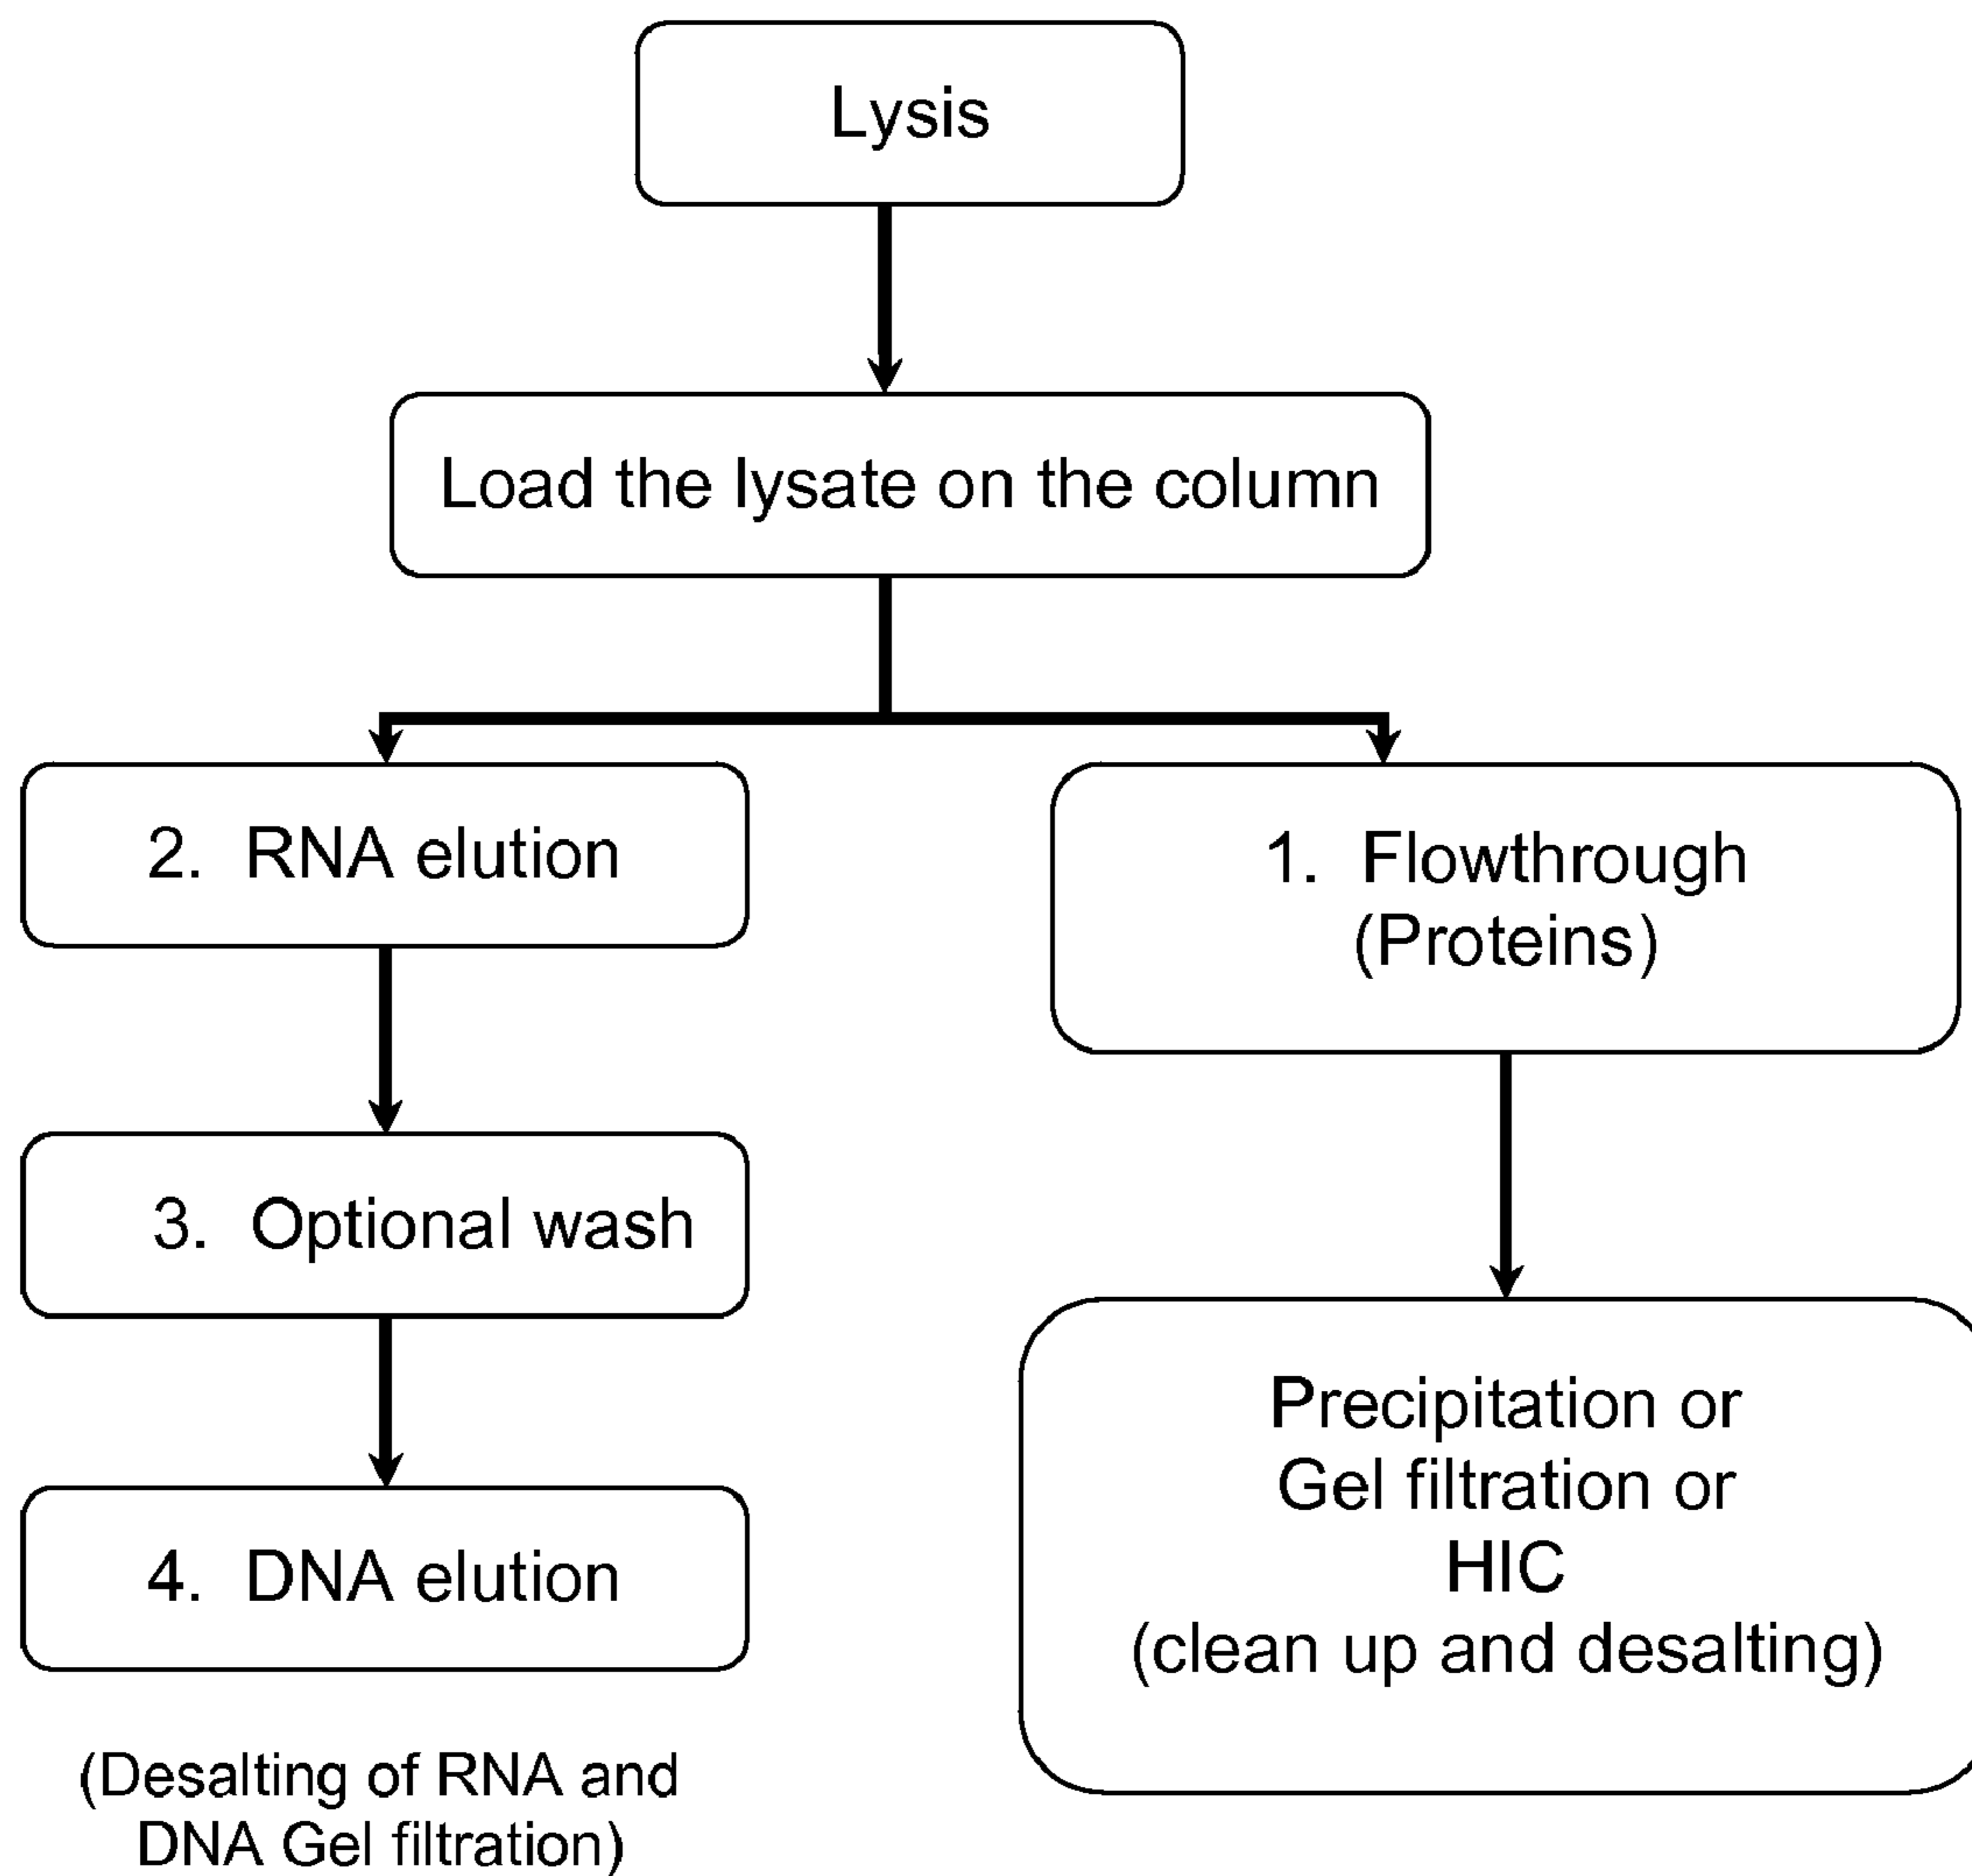 Lysis
Load the lysate on the column
2. RNA elution
1. Flowthrough
(Proteins)
3. Optional wash
4. DNA elution
Precipitation or
Gel filtration or
HIC
(clean up and desalting)
(Desalting of RNA and
DNA Gel filtration)